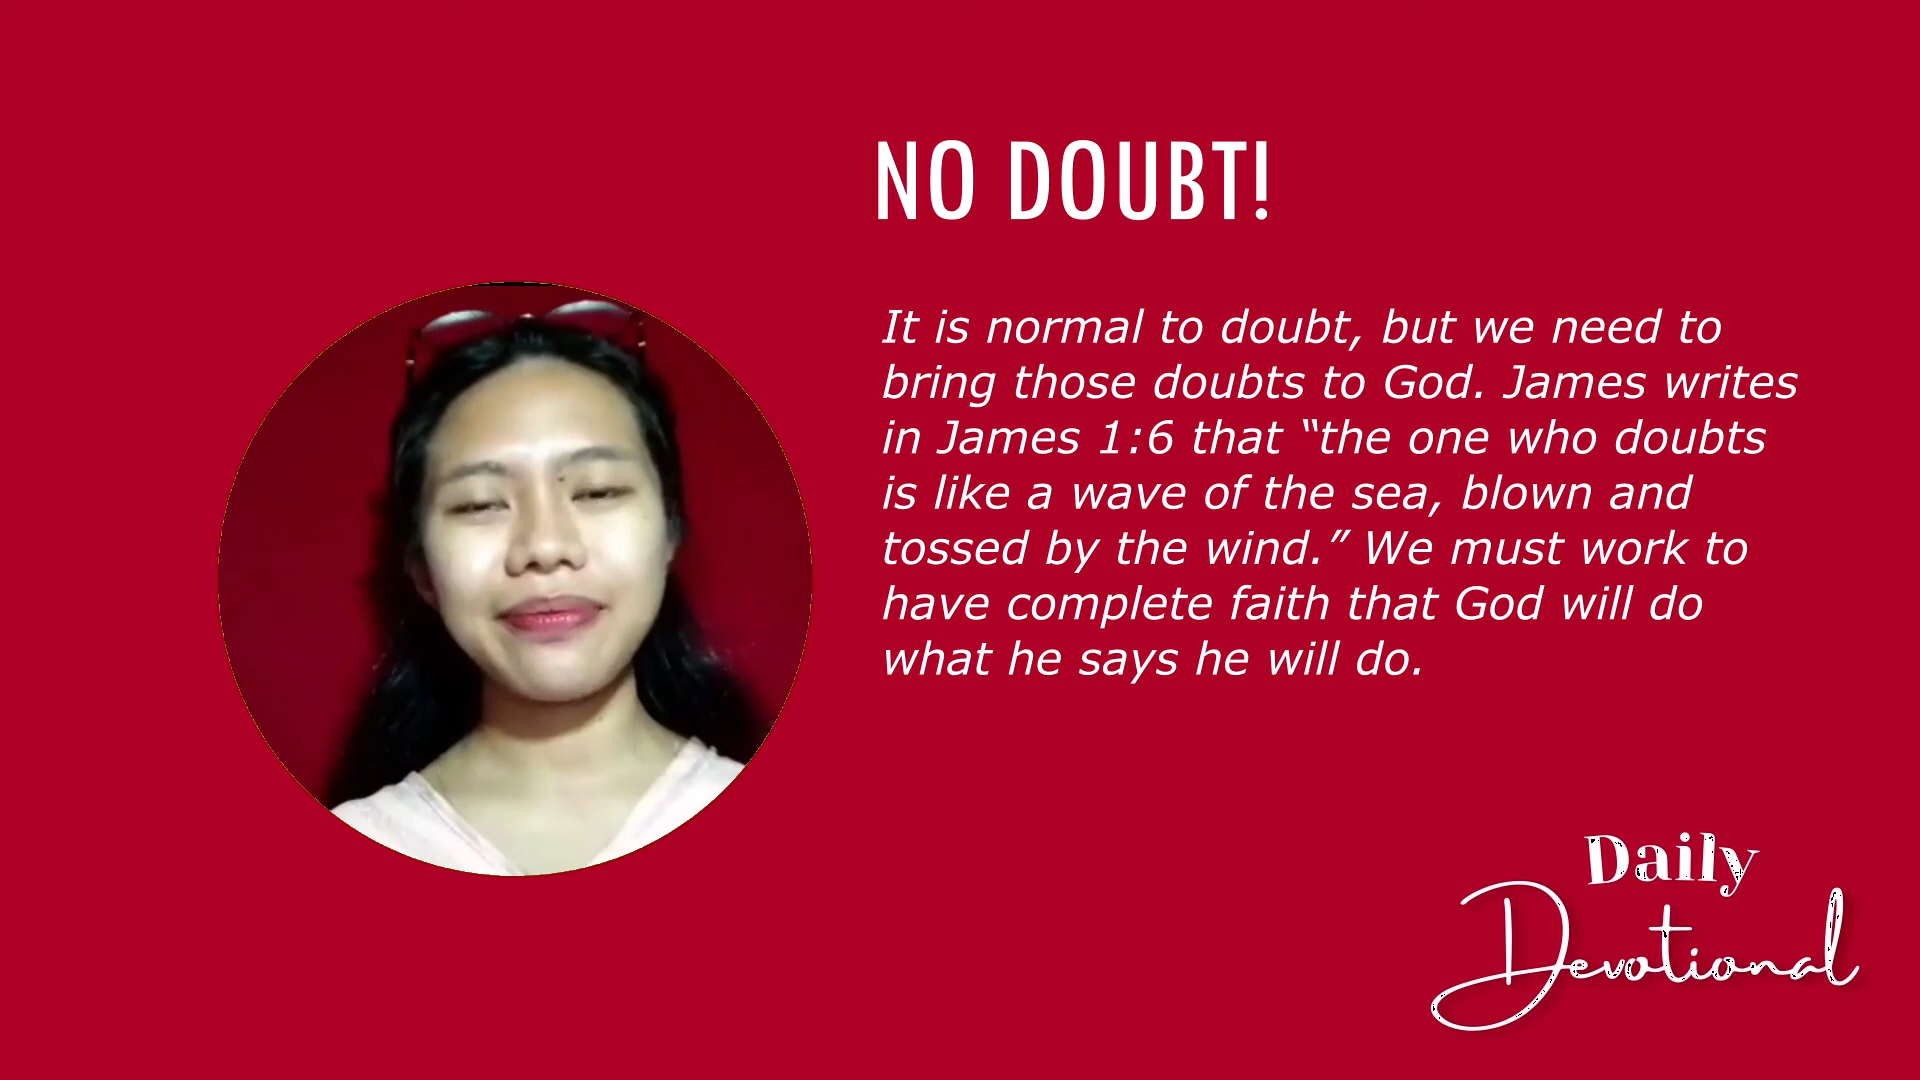 NO DOUBT!
It is normal to doubt, but we need to
bring those doubts to God. James writes
in James 1:6 that “the one who doubts
is like a wave of the sea, blown and
tossed by the wind.” We must work to
have complete faith that God will do
what he says he will do.
Daily
Devotional